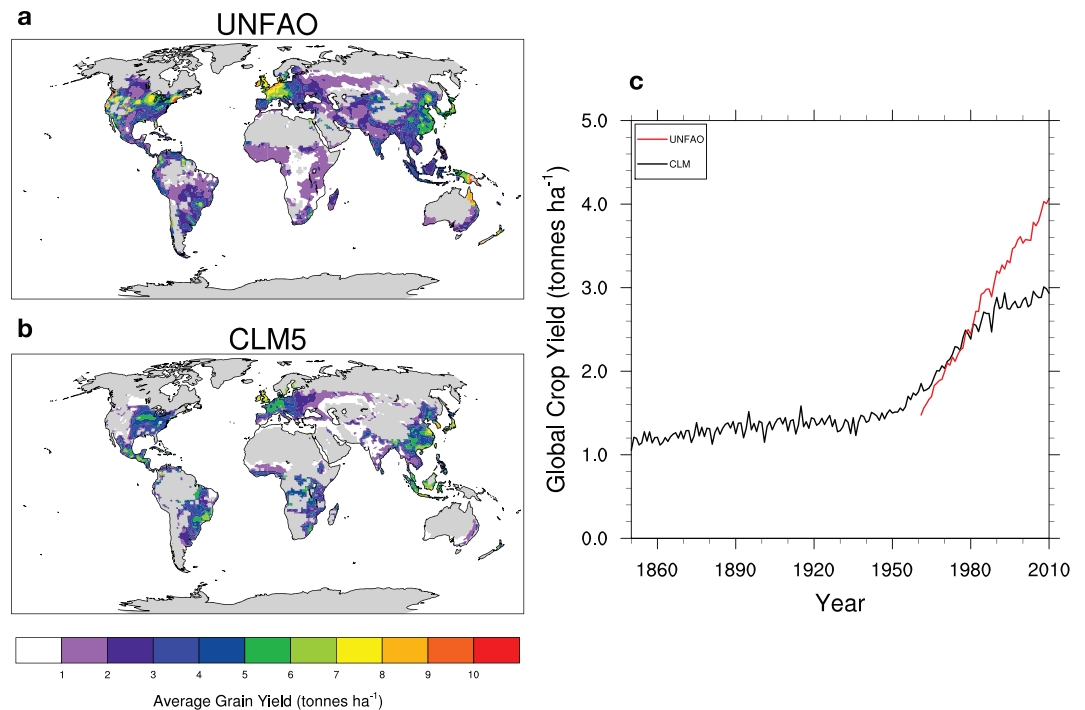 a
UNFAO
b
CLM5
1 2 3 4 5 6 7 8 9 10
Average Grain Yield (tonnes ha⁻¹)
c
Global Crop Yield (tonnes ha⁻¹)
5.0
4.0
3.0
2.0
1.0
0.0
UNFAO
CLM
1860 1890 1920 1950 1980 2010
Year